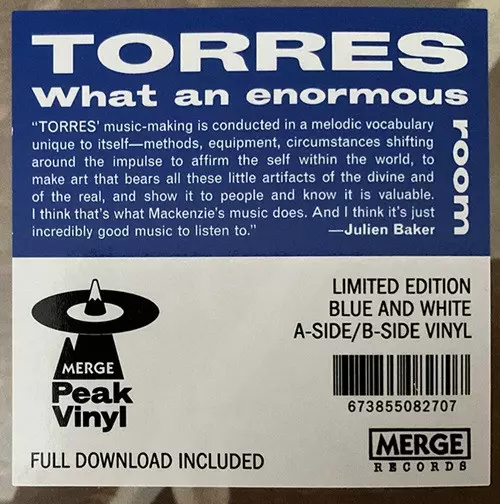 TORRES
What an enormous
room
“TORRES’ music-making is conducted in a melodic vocabulary
unique to itself—methods, equipment, circumstances shifting
around the impulse to affirm the self within the world, to
make art that bears all these little artifacts of the divine and
of the real, and show it to people and know it is valuable.
I think that’s what Mackenzie’s music does. And I think it’s just
incredibly good music to listen to.” —Julien Baker
MERGE
Peak
Vinyl
FULL DOWNLOAD INCLUDED
LIMITED EDITION
BLUE AND WHITE
A-SIDE/B-SIDE VINYL
673855082707
MERGE
RECORDS